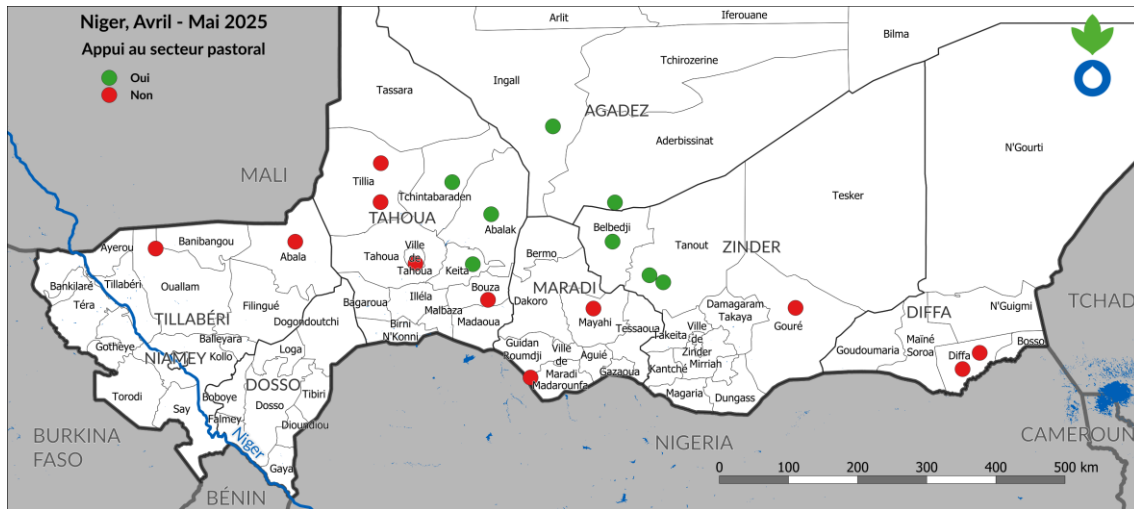 Niger, Avril - Mai 2025
Appui au secteur pastoral
Oui
Non
Arlit
Iferouane
Bilma
Tchirozerine
Ingall
Tassara
AGADEZ
Aderbissinat
N'Gourti
MALI
Tillia
Tchintabaraden
Tesker
TAHOUA
Abalak
Belbedji
Ayerou
Banibangou
Abala
Tahoua
Ville
de
Tahoua
Keita
Bermo
Tanout
ZINDER
Bankilaré
Tillabéri
Ouallam
Bouza
MARADI
Téra
Filingué
Bagaroua
Illéla
Malbaza
Madaoua
Dakoro
Mayahi
Damagaram
Takaya
Gouré
N'Guigmi
TCHAD
TILLABÉRI
Dogondoutchi
Birni
N'Konni
Tessaoua
Takeita
Ville
de
Zinder
Mirriah
DIFFA
Gotheye
Balleyara
NIAMEY
Kollo
Loga
Guidan
Roumdji
Ville
de
Maradi
Madarounfa
Aguié
Gazaoua
Kantché
Magaria
Dungass
Goudoumaria
Maïné
Soroa
Diffa
Bosso
Torodi
Say
Boboye
DOSSO
Tibiri
Dosso
Falmey
Dioundiou
Gaya
Niger
BURKINA
FASO
BÉNIN
NIGERIA
CAMEROUN
0 100 200 300 400 500 km